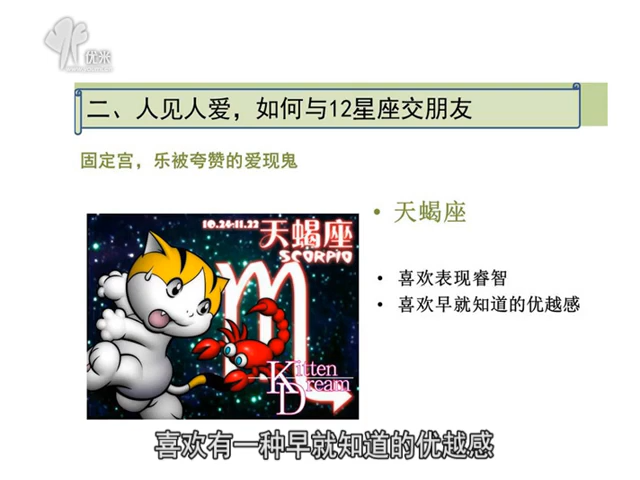 优米
二、人见人爱，如何与12星座交朋友
固定宫，乐被夸赞的爱现鬼
• 天蝎座
10.24-11.22
天蝎座
SCORPIO
• 喜欢表现睿智
• 喜欢早就知道的优越感
Kitten
Dream
喜欢有一种早就知道的优越感